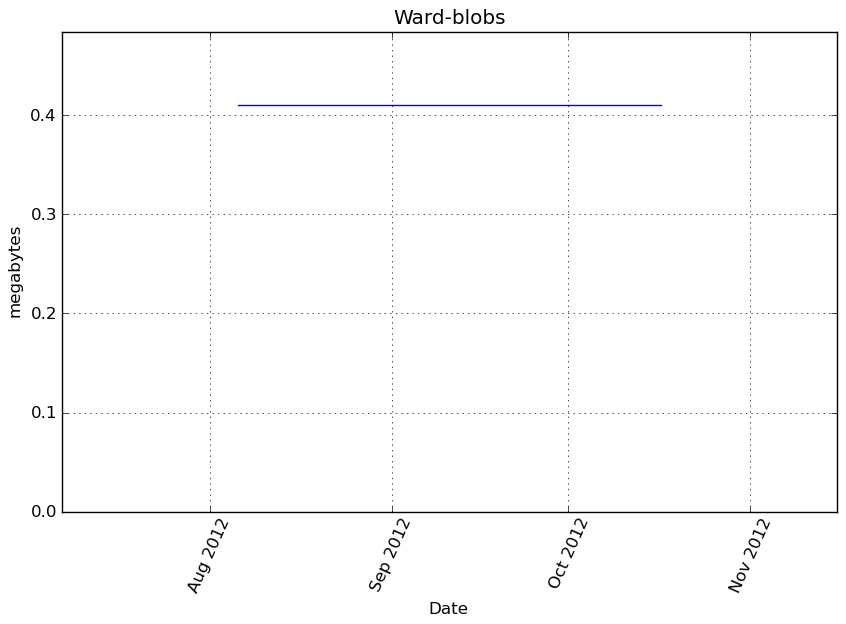 Ward-blobs
megabytes
0.4
0.3
0.2
0.1
0.0
Aug 2012
Sep 2012
Oct 2012
Nov 2012
Date